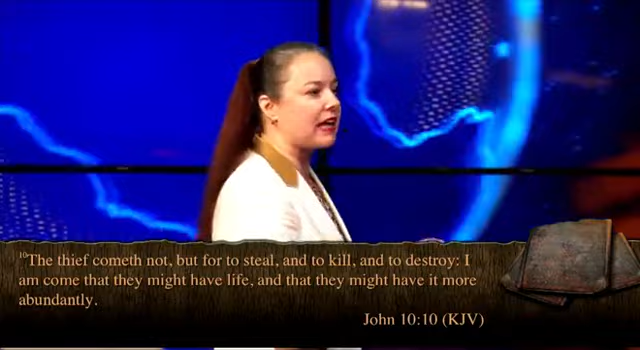 ¹⁰The thief cometh not, but for to steal, and to kill, and to destroy: I
am come that they might have life, and that they might have it more
abundantly.
John 10:10 (KJV)